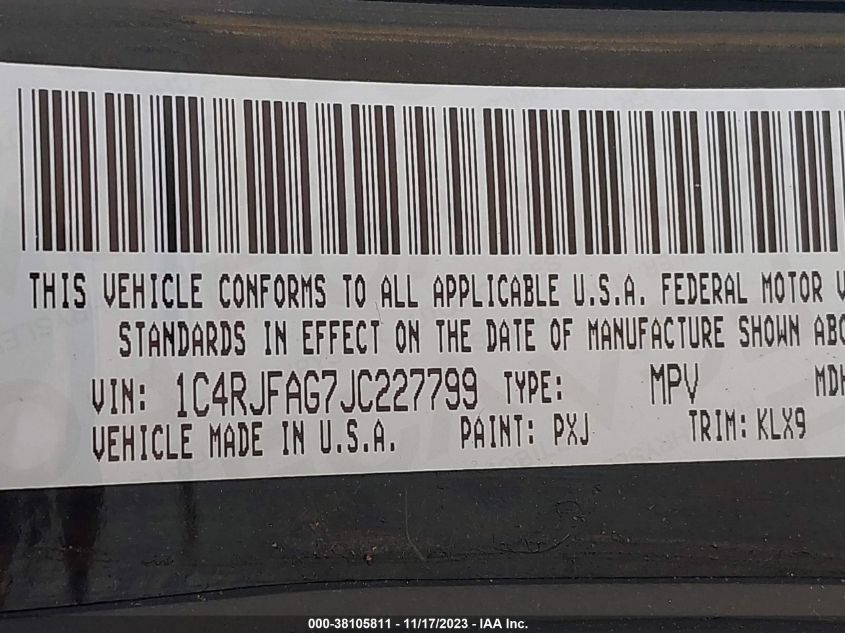 THIS VEHICLE CONFORMS TO ALL APPLICABLE U.S.A. FEDERAL MOTOR
STANDARDS IN EFFECT ON THE DATE OF MANUFACTURE SHOWN
VIN: 1C4RJFAG7JC227799 TYPE: MPV
VEHICLE MADE IN U.S.A. PAINT: PXJ TRIM: KLX9
000-38105811 - 11/17/2023 - IAA Inc.